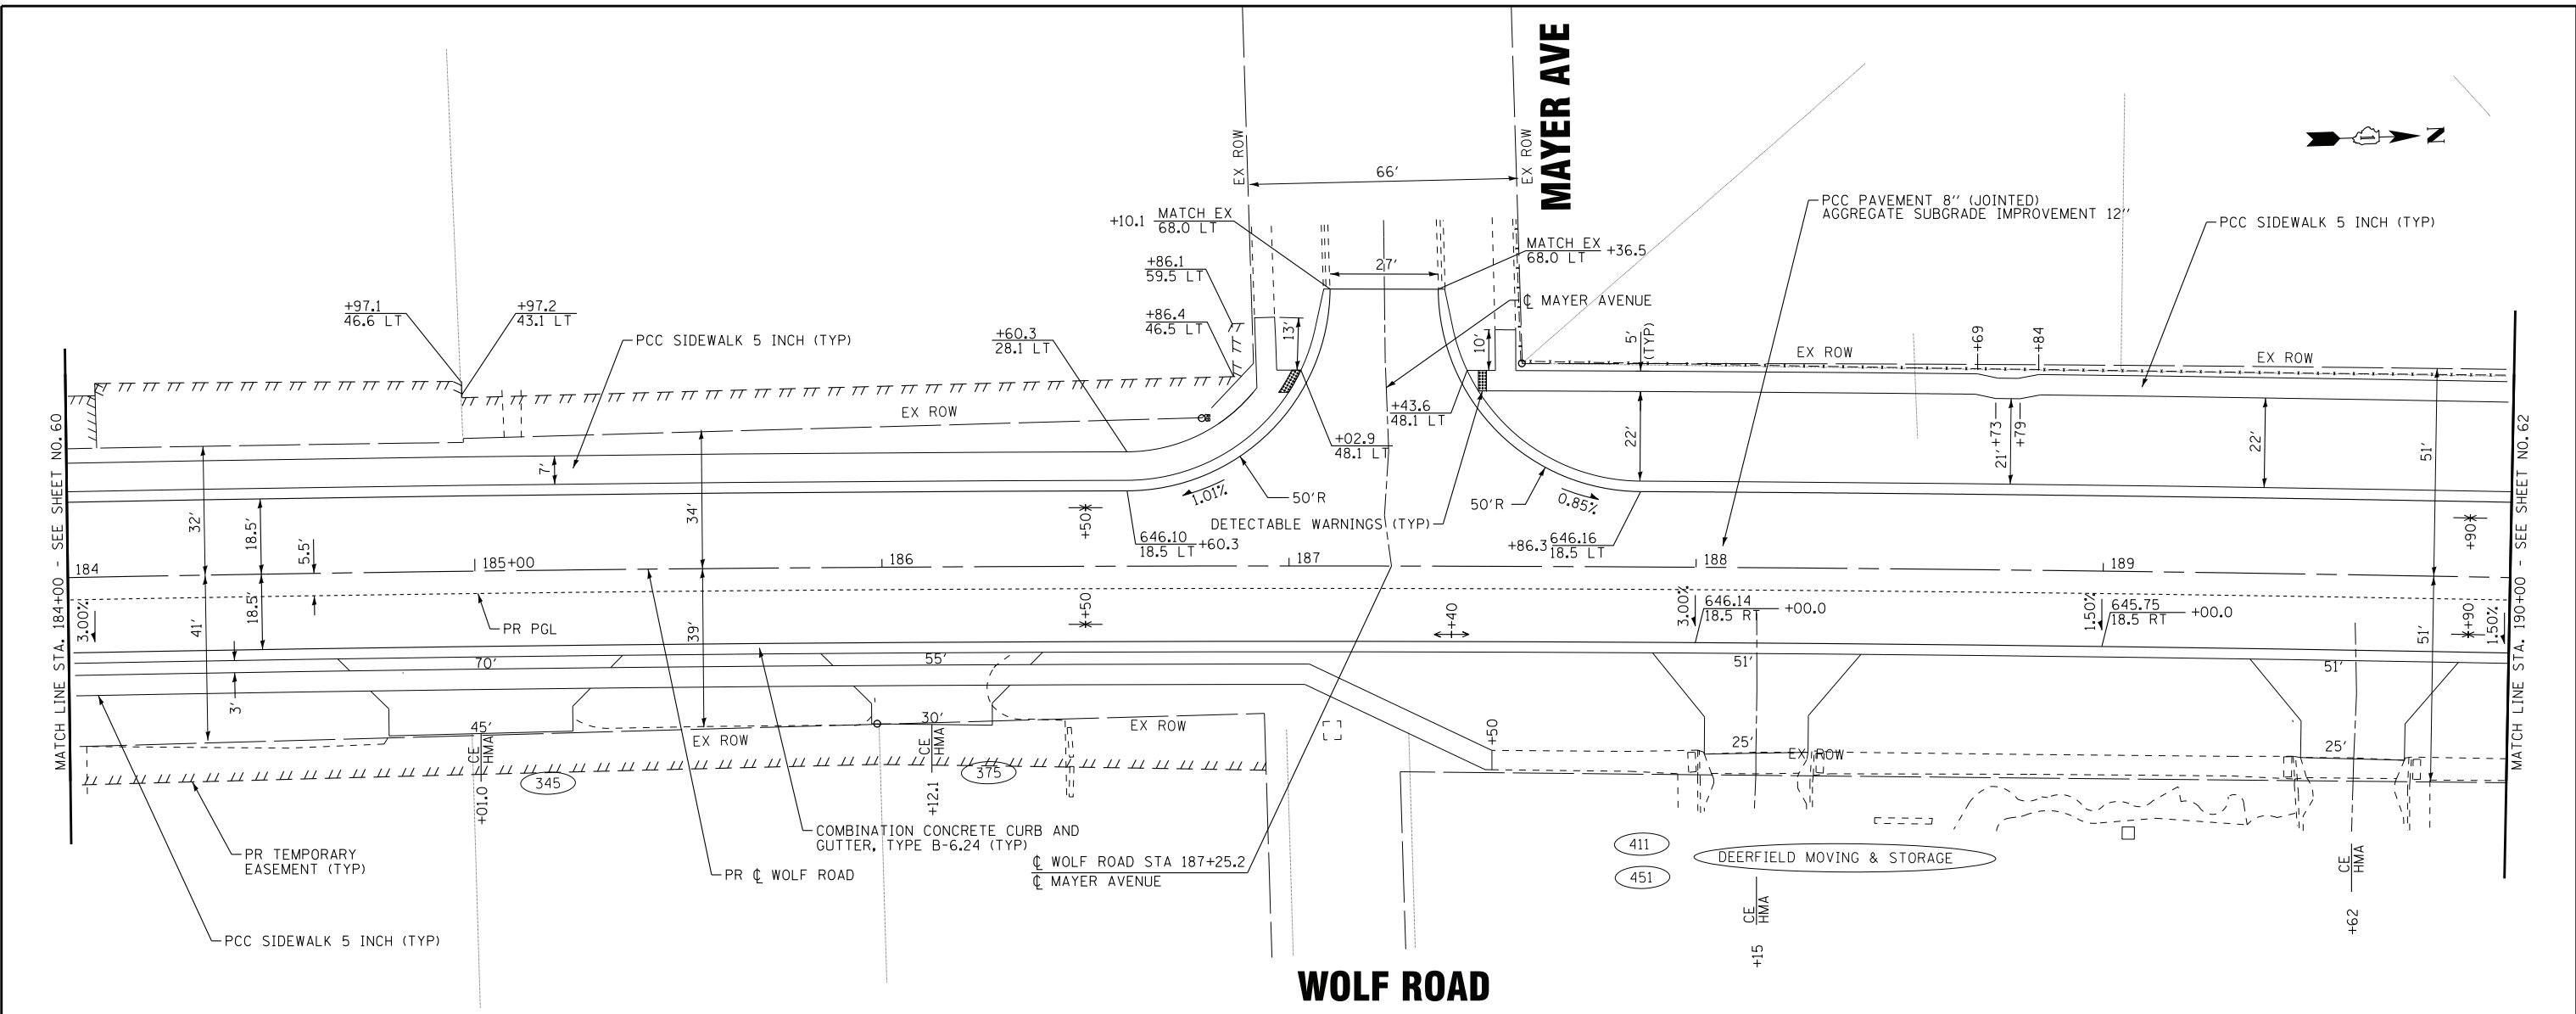 MAYER AVE
EX ROW
EX ROW
66'
N
+10.1 MATCH EX
68.0 LT
MATCH EX +36.5
68.0 LT
27'
℄ MAYER AVENUE
PCC PAVEMENT 8'' (JOINTED)
AGGREGATE SUBGRADE IMPROVEMENT 12''
PCC SIDEWALK 5 INCH (TYP)
+86.1
59.5 LT
+86.4
46.5 LT
+97.1
46.6 LT
+97.2
43.1 LT
PCC SIDEWALK 5 INCH (TYP)
+60.3
28.1 LT
13'
10'
5'
(TYP)
EX ROW
+69
+84
EX ROW
EX ROW
+43.6
48.1 LT
+02.9
48.1 LT
22'
21'
+73
+79
22'
51'
7'
50'R
1.01%
50'R
0.85%
DETECTABLE WARNINGS (TYP)
646.10 +60.3
18.5 LT
+86.3 646.16
18.5 LT
+50
+90
32'
18.5'
5.5'
34'
184
185+00
186
187
188
189
MATCH LINE STA. 184+00 - SEE SHEET NO. 60
MATCH LINE STA. 190+00 - SEE SHEET NO. 62
3.00%
41'
18.5'
PR PGL
39'
+50
+40
3.00%
646.14 +00.0
18.5 RT
1.50%
645.75 +00.0
18.5 RT
+90
1.50%
51'
70'
55'
51'
51'
3'
45'
30'
EX ROW
EX ROW
+50
25'
EX ROW
25'
CE
HMA
+01.0
345
CE
HMA
+12.1
375
PR TEMPORARY
EASEMENT (TYP)
COMBINATION CONCRETE CURB AND
GUTTER, TYPE B-6.24 (TYP)
PR ℄ WOLF ROAD
℄ WOLF ROAD STA 187+25.2
℄ MAYER AVENUE
411
451
DEERFIELD MOVING & STORAGE
CE
HMA
+15
CE
HMA
+62
PCC SIDEWALK 5 INCH (TYP)
WOLF ROAD